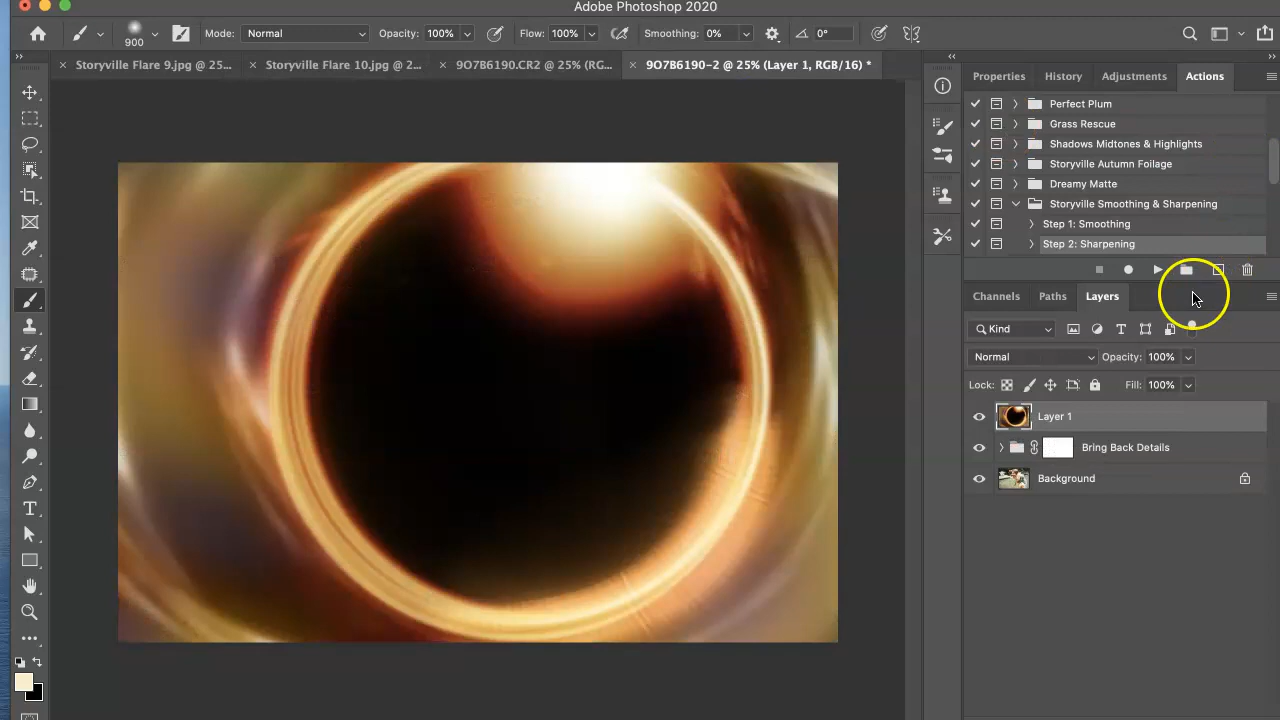 Adobe Photoshop 2020
900 Mode: Normal Opacity: 100% Flow: 100% Smoothing: 0% 0°
Storyville Flare 9.jpg @ 25... Storyville Flare 10.jpg @ 2... 9O7B6190.CR2 @ 25% (RG... 9O7B6190-2 @ 25% (Layer 1, RGB/16) *
Properties History Adjustments Actions
Perfect Plum
Grass Rescue
Shadows Midtones & Highlights
Storyville Autumn Foliage
Dreamy Matte
Storyville Smoothing & Sharpening
Step 1: Smoothing
Step 2: Sharpening
Channels Paths Layers
Kind
Normal Opacity: 100%
Lock: Fill: 100%
Layer 1
Bring Back Details
Background